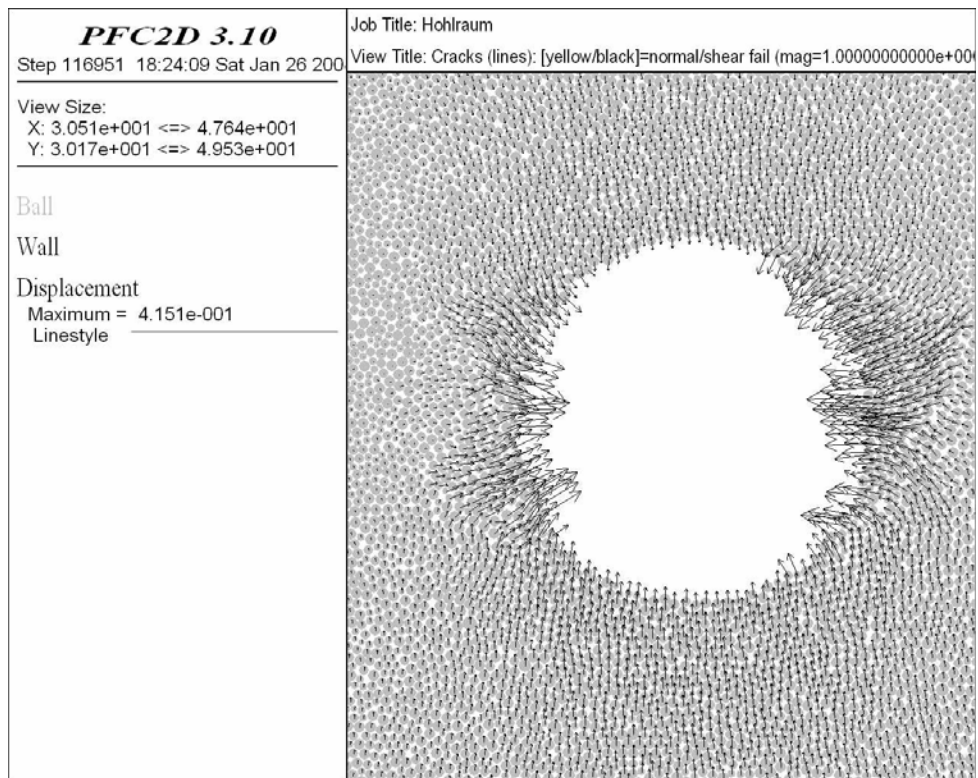 PFC2D 3.10
Step 116951 18:24:09 Sat Jan 26 200
View Size:
X: 3.051e+001 <=> 4.764e+001
Y: 3.017e+001 <=> 4.953e+001
Ball
Wall
Displacement
Maximum = 4.151e-001
Linestyle
Job Title: Hohlraum
View Title: Cracks (lines): [yellow/black]=normal/shear fail (mag=1.00000000000e+00